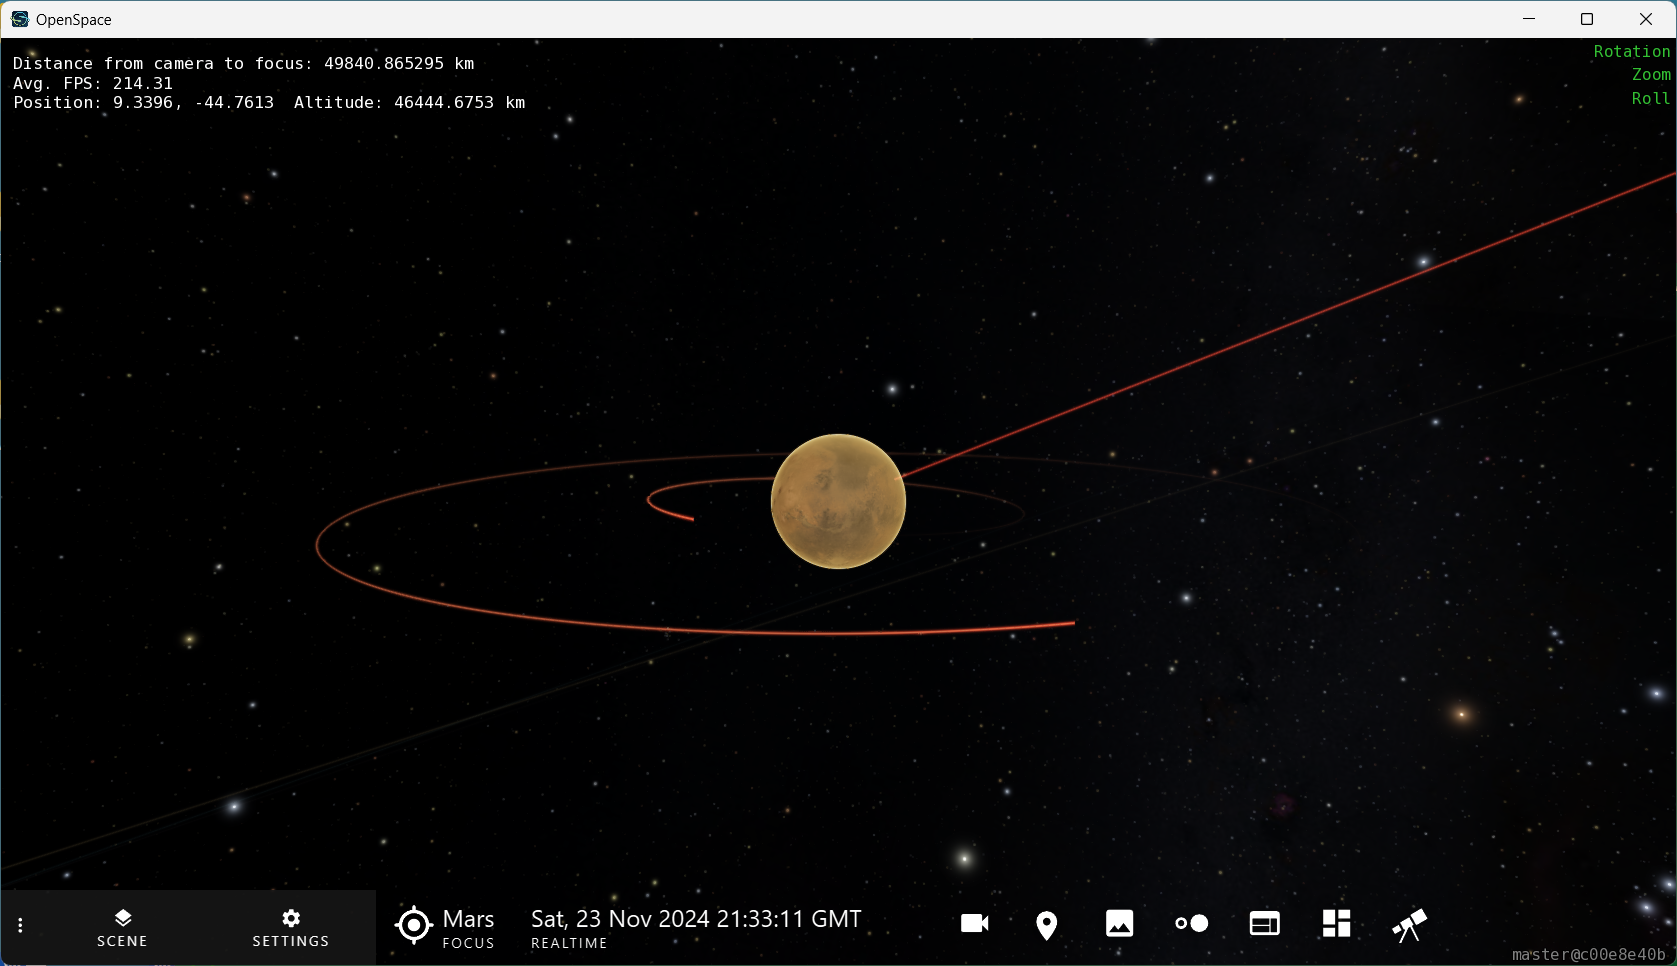 OpenSpace
Distance from camera to focus: 49840.865295 km
Avg. FPS: 214.31
Position: 9.3396, -44.7613  Altitude: 46444.6753 km
Rotation
Zoom
Roll
SCENE
SETTINGS
Mars
FOCUS
Sat, 23 Nov 2024 21:33:11 GMT
REALTIME
master@c00e8e40b